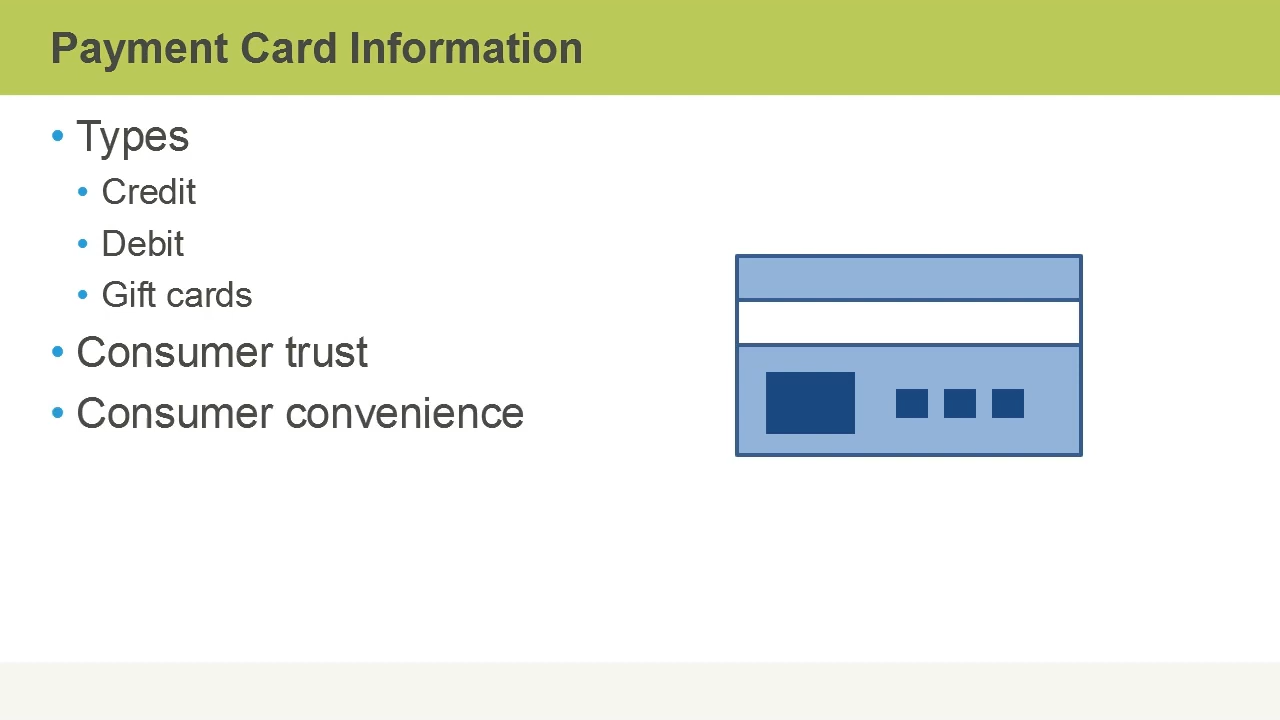 Payment Card Information
• Types
• Credit
• Debit
• Gift cards
• Consumer trust
• Consumer convenience